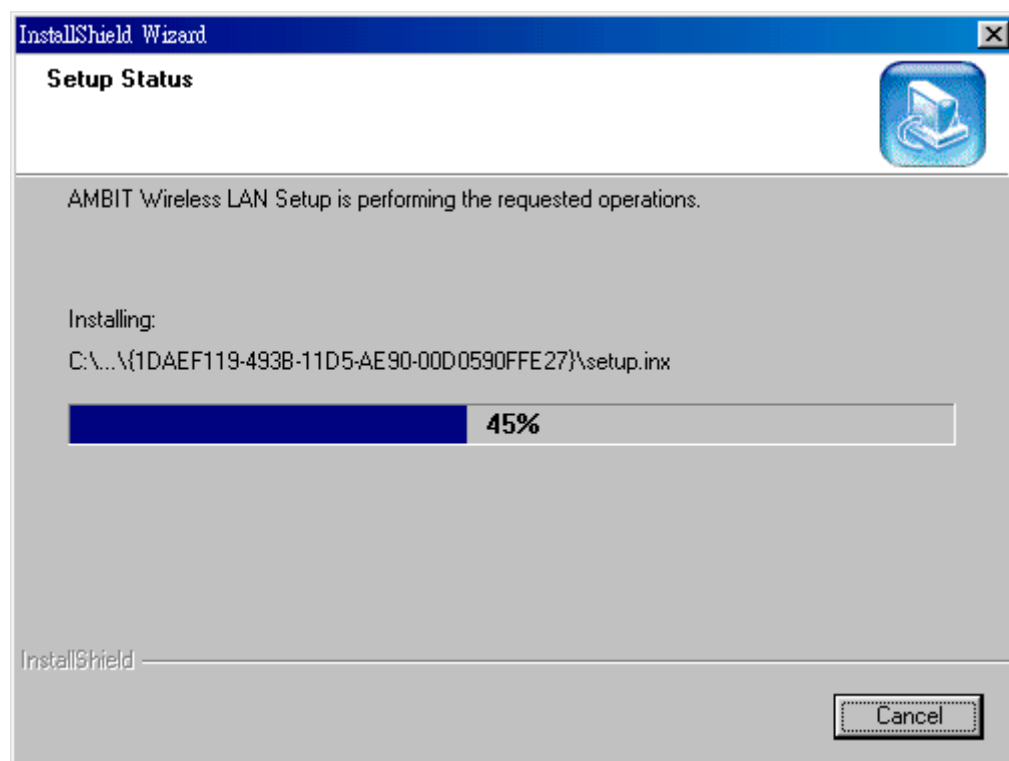 InstallShield Wizard
Setup Status
AMBIT Wireless LAN Setup is performing the requested operations.
Installing:
C:\...\{1DAEF119-493B-11D5-AE90-00D0590FFE27}\setup.inx
45%
InstallShield
Cancel